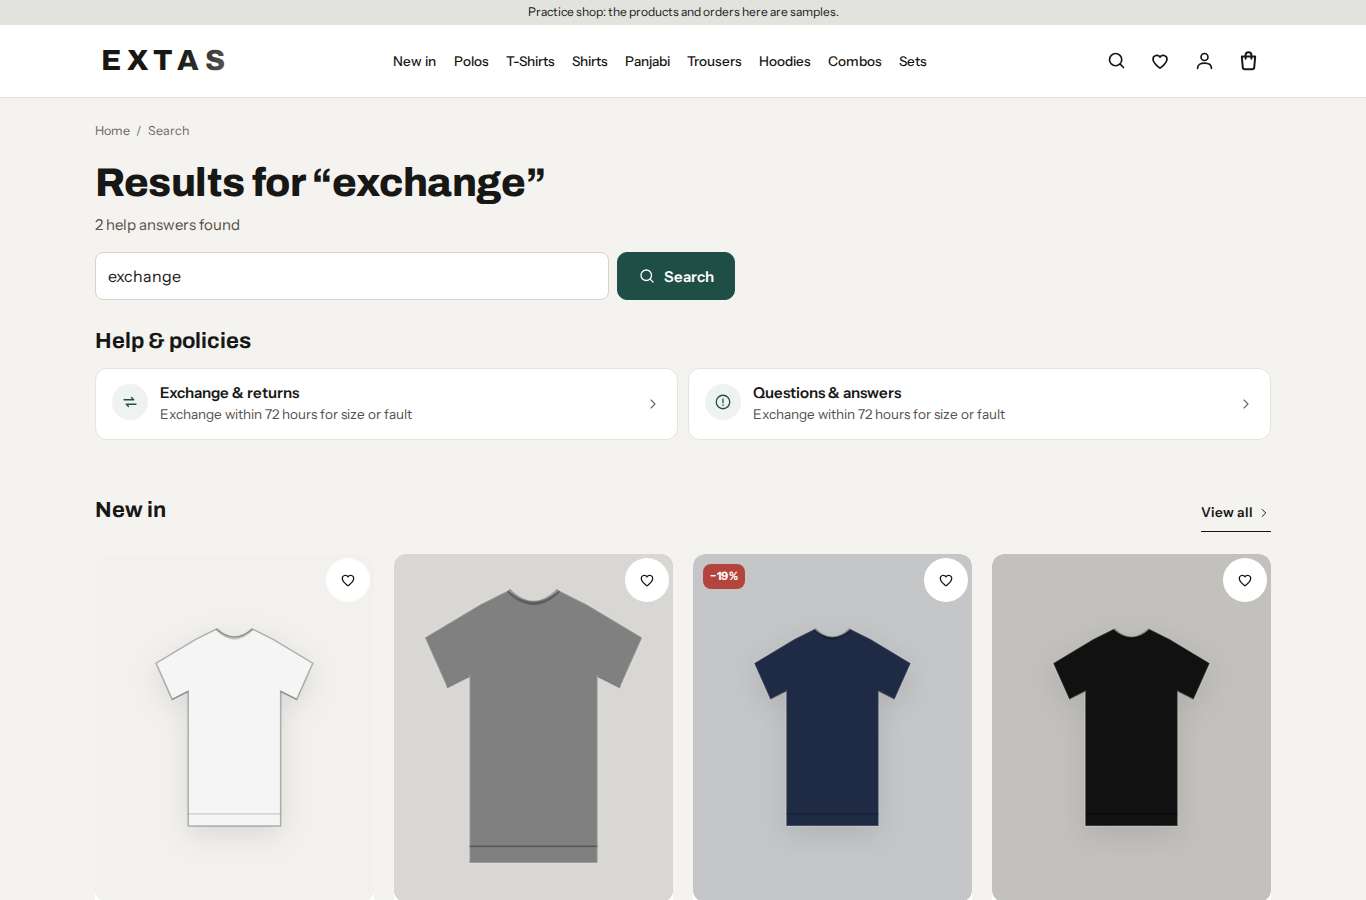 Practice shop: the products and orders here are samples.
EXTAS
New in Polos T-Shirts Shirts Panjabi Trousers Hoodies Combos Sets
Home / Search
Results for “exchange”
2 help answers found
exchange
Search
Help & policies
Exchange & returns
Exchange within 72 hours for size or fault
Questions & answers
Exchange within 72 hours for size or fault
New in
View all
−19%